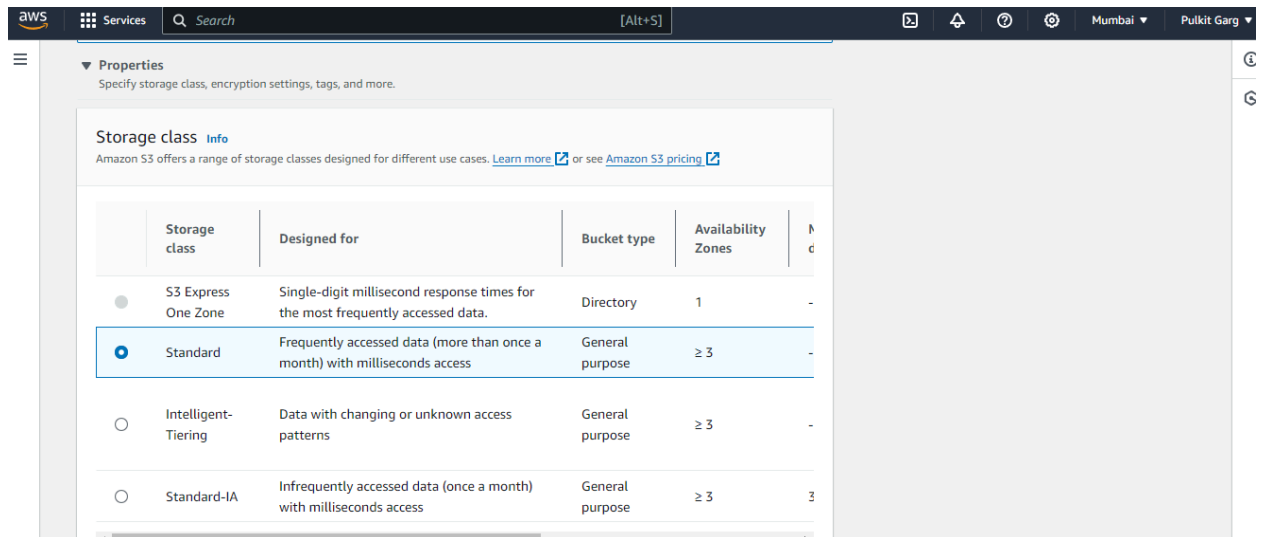 aws Services Search [Alt+S] Mumbai ▼ Pulkit Garg ▼
▼ Properties
Specify storage class, encryption settings, tags, and more.
Storage class Info
Amazon S3 offers a range of storage classes designed for different use cases. Learn more or see Amazon S3 pricing
Storage class Designed for Bucket type Availability Zones
S3 Express One Zone Single-digit millisecond response times for the most frequently accessed data. Directory 1 -
Standard Frequently accessed data (more than once a month) with milliseconds access General purpose ≥ 3 -
Intelligent-Tiering Data with changing or unknown access patterns General purpose ≥ 3 -
Standard-IA Infrequently accessed data (once a month) with milliseconds access General purpose ≥ 3